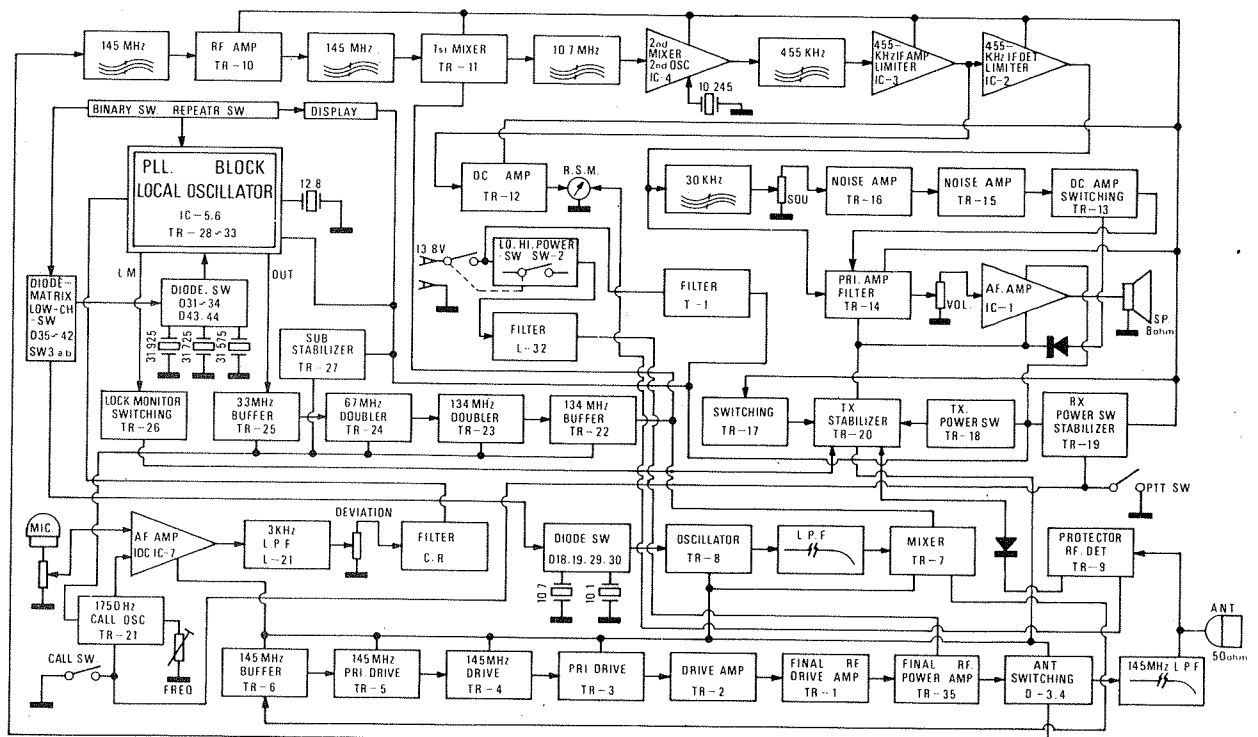 145 MHz
RF AMP
TR-10
145 MHz
1st MIXER
TR-11
10.7 MHz
2nd
MIXER
2nd OSC
IC-4
10 245
455 KHz
455-
KHz IF AMP
LIMITER
IC-3
455-
KHz IF DET
LIMITER
IC-2
BINARY SW. REPEATR SW.
DISPLAY
PLL. BLOCK
LOCAL OSCILLATOR
IC-5.6
TR-28~33
12.8
LM
OUT
DC AMP
TR-12
R.S.M.
30 KHz
SQU
NOISE AMP
TR-16
NOISE AMP
TR-15
DC. AMP
SWITCHING
TR-13
13 8V
LO. HI. POWER
-SW SW-2
FILTER
L-32
FILTER
T-1
PRI. AMP
FILTER
TR-14
VOL.
AF. AMP
IC-1
SP.
8ohm
DIODE-
MATRIX
LOW-CH
-SW
D35~42
SW3 a.b
DIODE. SW
D31~34
D43.44
31 925
31 725
31 575
SUB
STABILIZER
TR-27
LOCK MONITOR
SWITCHING
TR-26
33MHz
BUFFER
TR-25
67MHz
DOUBLER
TR-24
134 MHz
DOUBLER
TR-23
134 MHz
BUFFER
TR-22
SWITCHING
TR-17
TX
STABILIZER
TR-20
TX.
POWER SW
TR-18
RX
POWER SW
STABILIZER
TR-19
PTT SW
MIC.
AF AMP
IDC IC-7
3KHz
L.P.F
L-21
DEVIATION
FILTER
C.R
DIODE SW
D18.19.29.30
10.7
10.1
OSCILLATOR
TR-8
L.P.F
MIXER
TR-7
PROTECTOR
RF. DET
TR-9
ANT
50ohm
1750 Hz
CALL OSC
TR-21
CALL SW.
FREQ
145 MHz
BUFFER
TR-6
145 MHz
PRI. DRIVE
TR-5
145MHz
DRIVE
TR-4
PRI DRIVE
TR-3
DRIVE AMP
TR-2
FINAL RF
DRIVE AMP
TR-1
FINAL RF.
POWER AMP
TR-35
ANT
SWITCHING
D-3.4
145MHz L.P.F